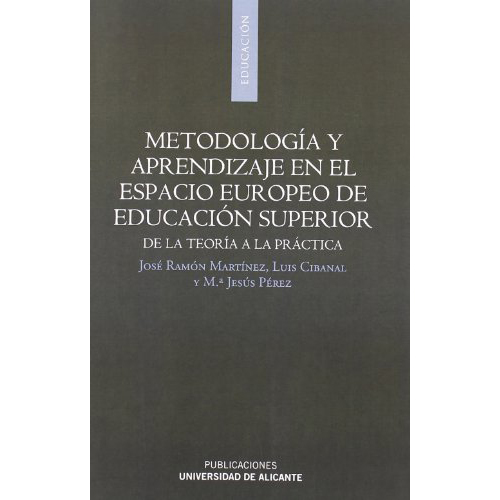 EDUCACIÓN
METODOLOGÍA Y
APRENDIZAJE EN EL
ESPACIO EUROPEO DE
EDUCACIÓN SUPERIOR
DE LA TEORÍA A LA PRÁCTICA
JOSÉ RAMÓN MARTÍNEZ, LUIS CIBANAL
Y M.ª JESÚS PÉREZ
PUBLICACIONES
UNIVERSIDAD DE ALICANTE